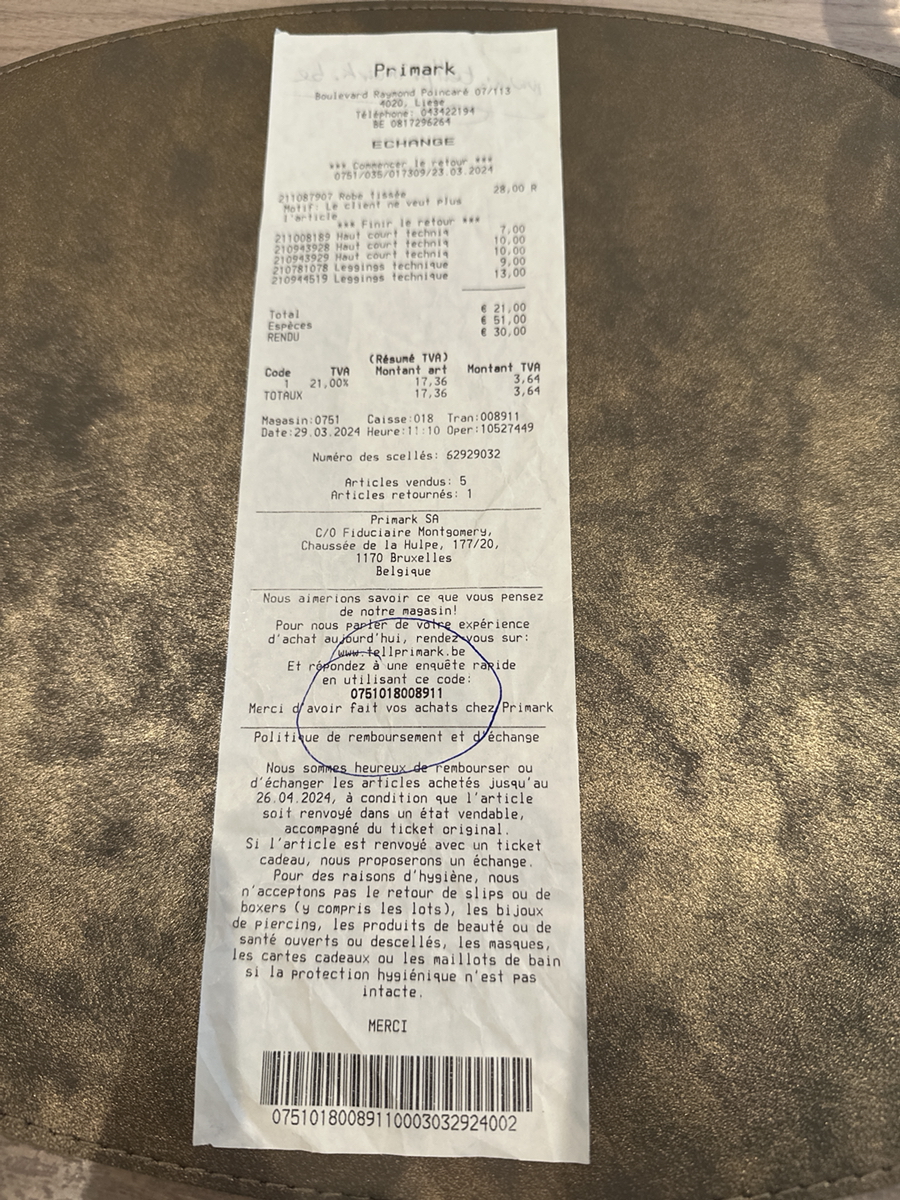 Primark
Boulevard Raymond Poincaré 07/113
4020, Liège
Téléphone: 043422194
BE 0817296264
ECHANGE
*** Commencer le retour ***
0751/035/017309/23.03.2024
211087907 Robe tissée 28,00 R
Motif: Le client ne veut plus
l'article
*** Finir le retour ***
211008189 Haut court techniq 7,00
210943928 Haut court techniq 10,00
210943929 Haut court techniq 10,00
210781078 Leggings technique 9,00
210944519 Leggings technique 13,00
Total € 21,00
Espèces € 51,00
RENDU € 30,00
(Résumé TVA)
Code TVA Montant art Montant TVA
1 21,00% 17,36 3,64
TOTAUX 17,36 3,64
Magasin:0751 Caisse:018 Tran:008911
Date:29.03.2024 Heure:11:10 Oper:10527449
Numéro des scellés: 62929032
Articles vendus: 5
Articles retournés: 1
Primark SA
C/O Fiduciaire Montgomery,
Chaussée de la Hulpe, 177/20,
1170 Bruxelles
Belgique
Nous aimerions savoir ce que vous pensez
de notre magasin!
Pour nous parler de votre expérience
d'achat aujourd'hui, rendez-vous sur:
www.tellprimark.be
Et répondez à une enquête rapide
en utilisant ce code:
0751018008911
Merci d'avoir fait vos achats chez Primark
Politique de remboursement et d'échange
Nous sommes heureux de rembourser ou
d'échanger les articles achetés jusqu'au
26.04.2024, à condition que l'article
soit renvoyé dans un état vendable,
accompagné du ticket original.
Si l'article est renvoyé avec un ticket
cadeau, nous proposerons un échange.
Pour des raisons d'hygiène, nous
n'acceptons pas le retour de slips ou de
boxers (y compris les lots), les bijoux
de piercing, les produits de beauté ou de
santé ouverts ou descellés, les masques,
les cartes cadeaux ou les maillots de bain
si la protection hygiénique n'est pas
intacte.
MERCI
07510180089110003032924002